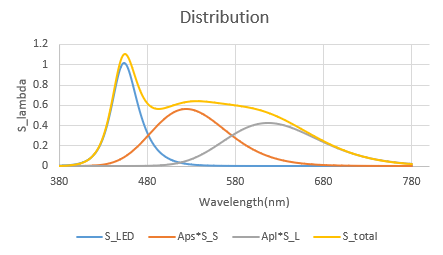 Distribution
1.2
1
0.8
0.6
0.4
0.2
0
S_lambda
380 480 580 680 780
Wavelength(nm)
S_LED Aps*S_S Apl*S_L S_total